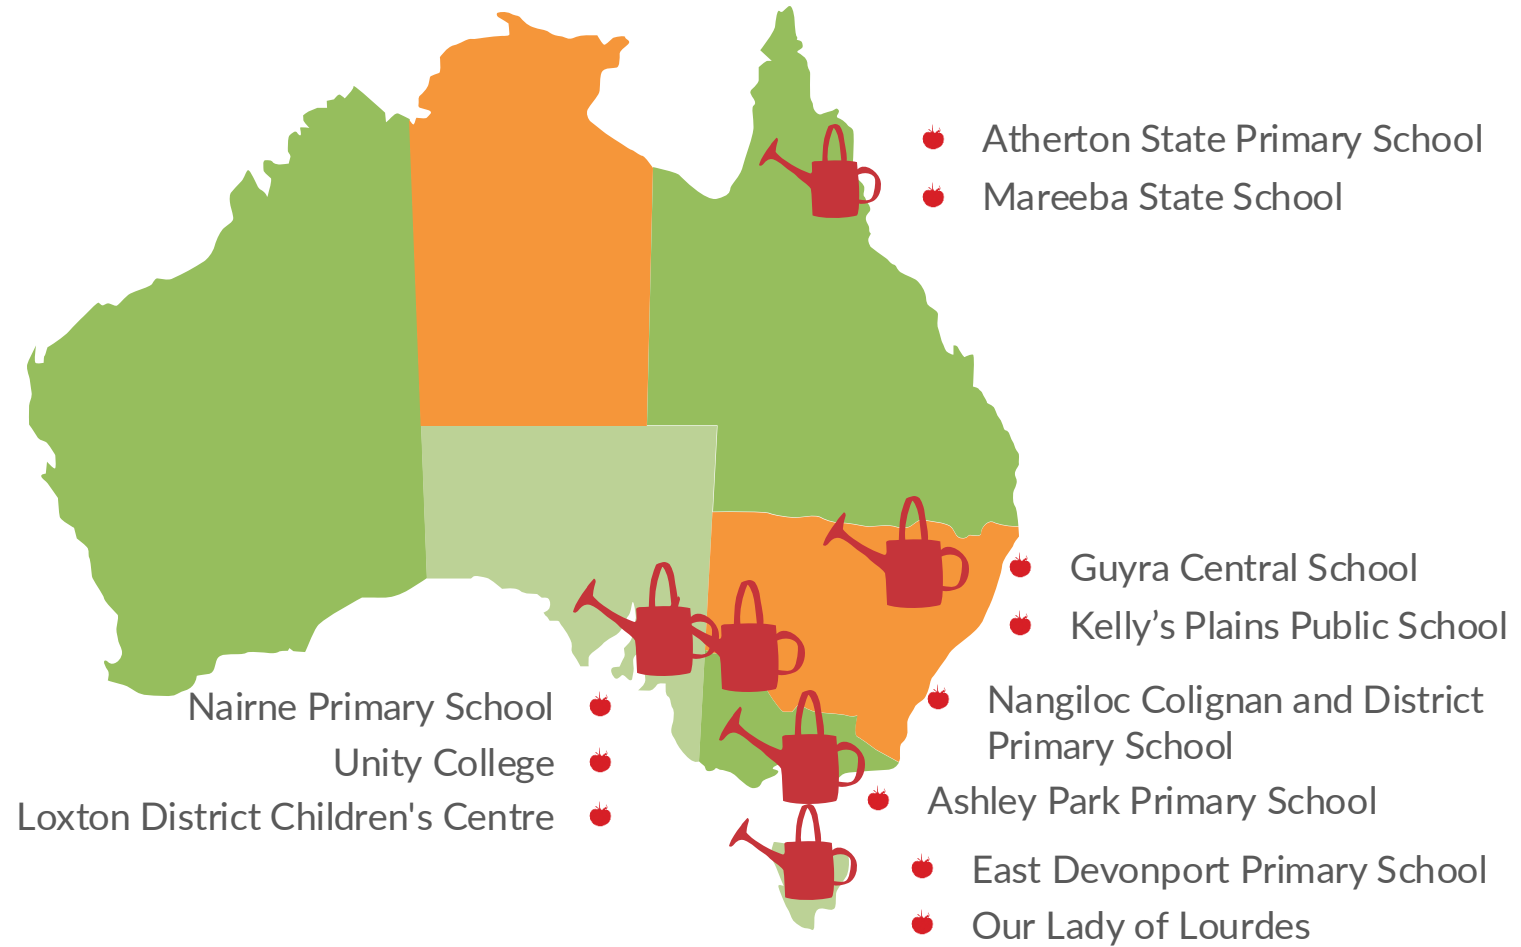 Atherton State Primary School
Mareeba State School
Guyra Central School
Kelly’s Plains Public School
Nangiloc Colignan and District
Primary School
Ashley Park Primary School
East Devonport Primary School
Our Lady of Lourdes
Nairne Primary School
Unity College
Loxton District Children's Centre